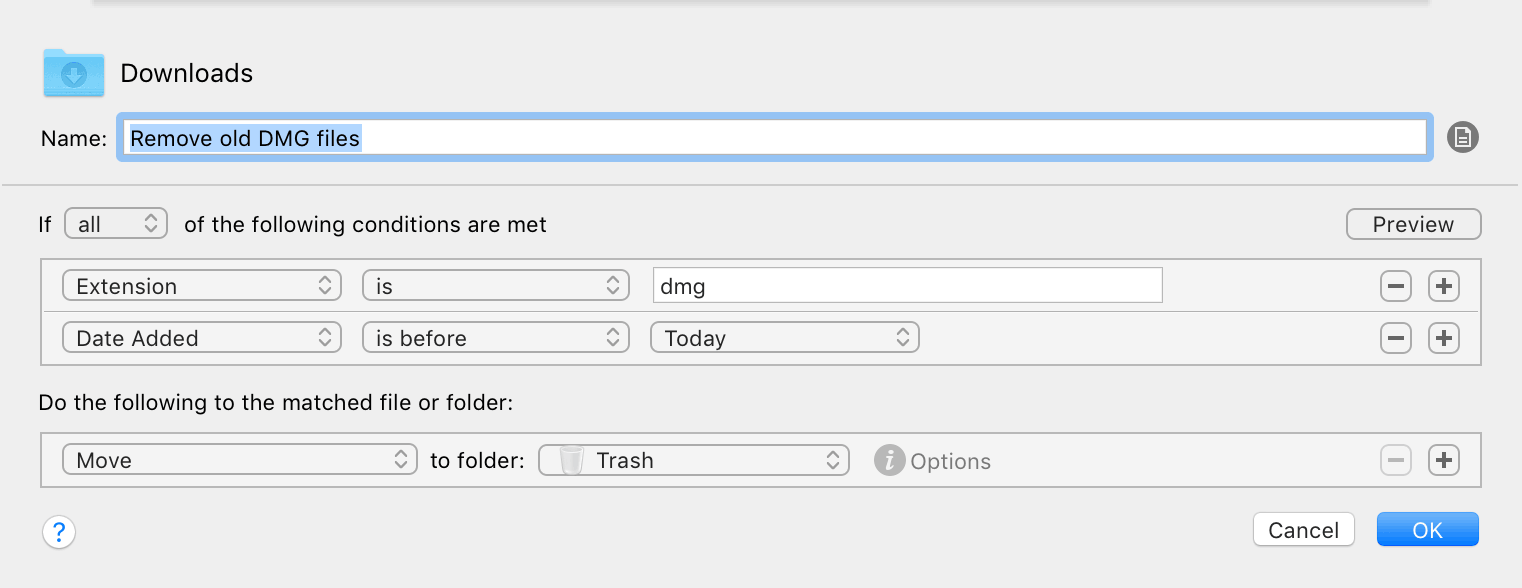 Downloads
Name: Remove old DMG files
If all of the following conditions are met Preview
Extension is dmg
Date Added is before Today
Do the following to the matched file or folder:
Move to folder: Trash i Options
? Cancel OK